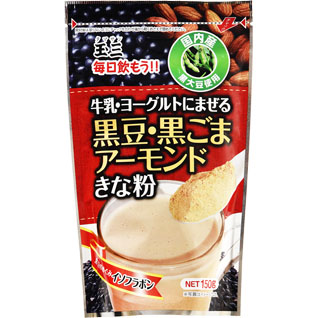 玉三
毎日飲もう!!
国内産
黒大豆使用
牛乳・ヨーグルトにまぜる
黒豆・黒ごま
アーモンド
きな粉
イソフラボン
NET 150g